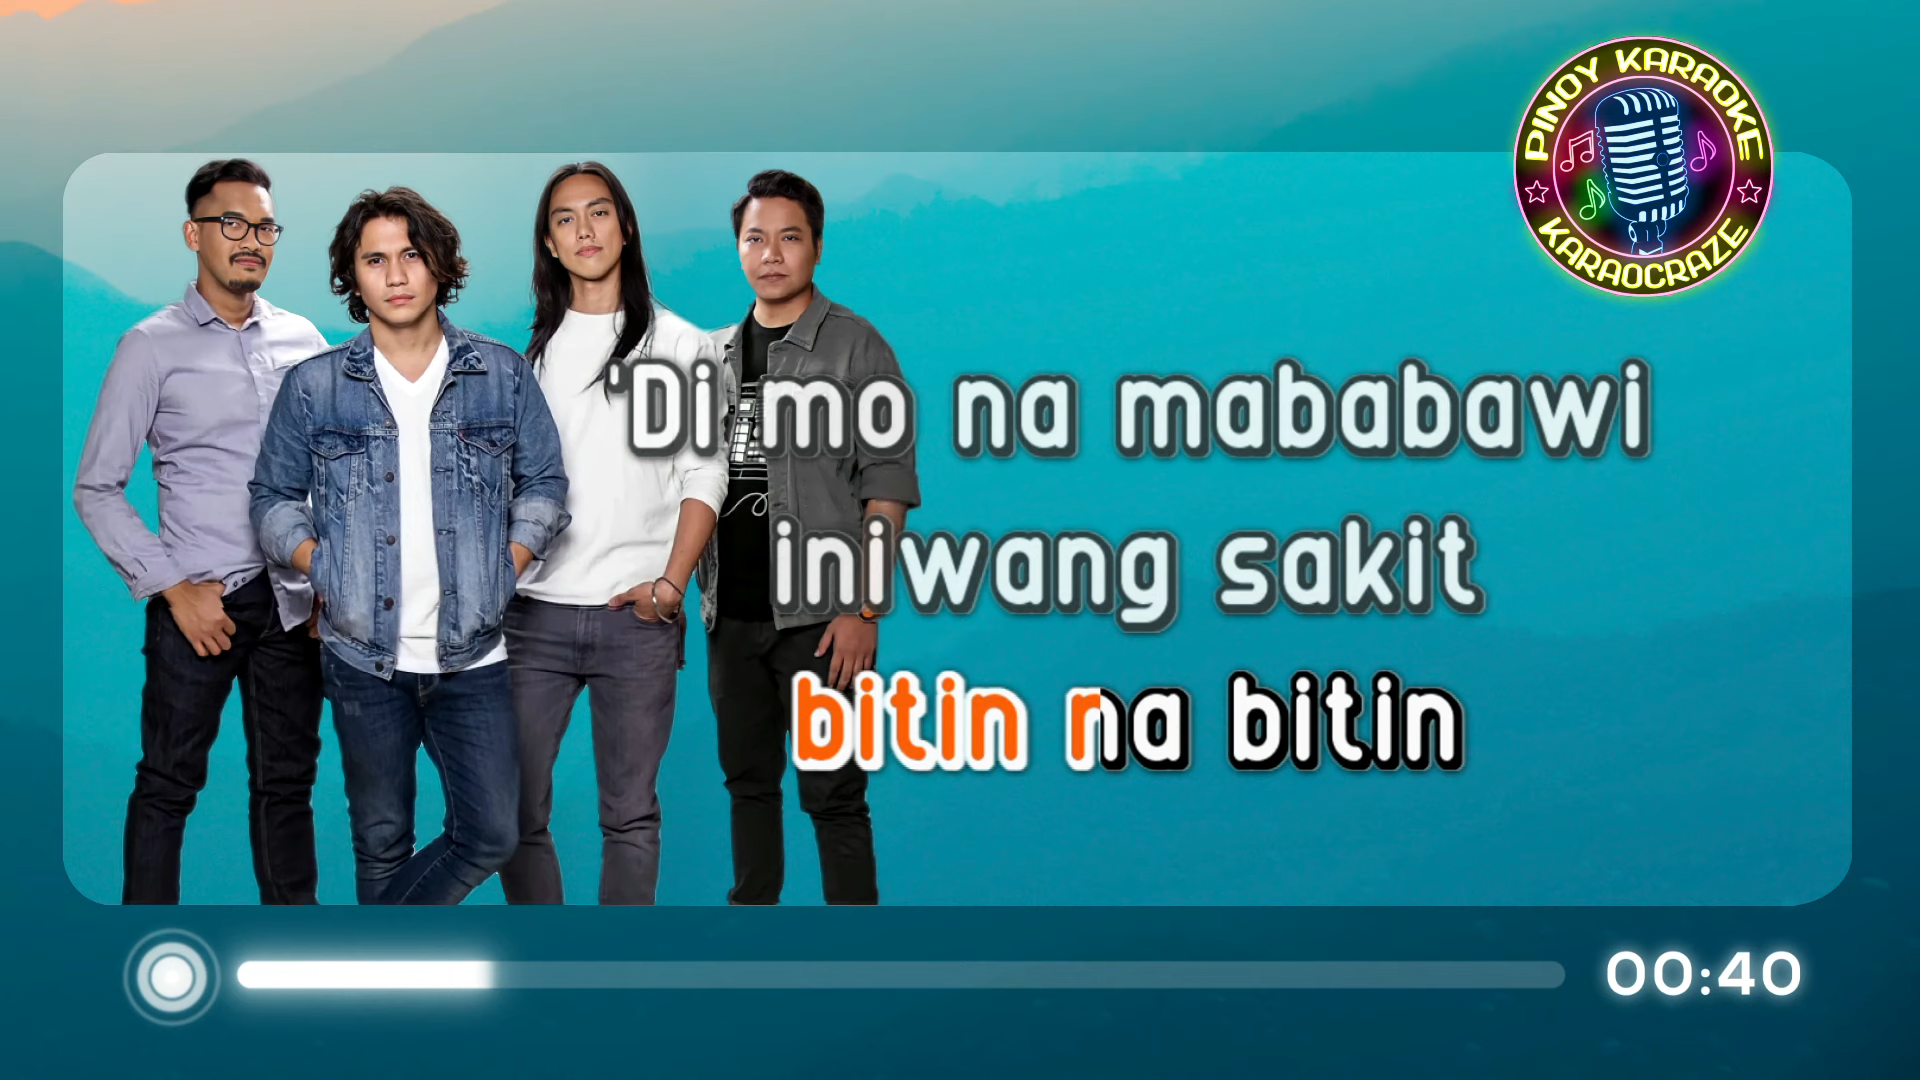 PINOY KARAOKE
KARAOCRAZE
'Di mo na mababawi
iniwang sakit
bitin na bitin
00:40